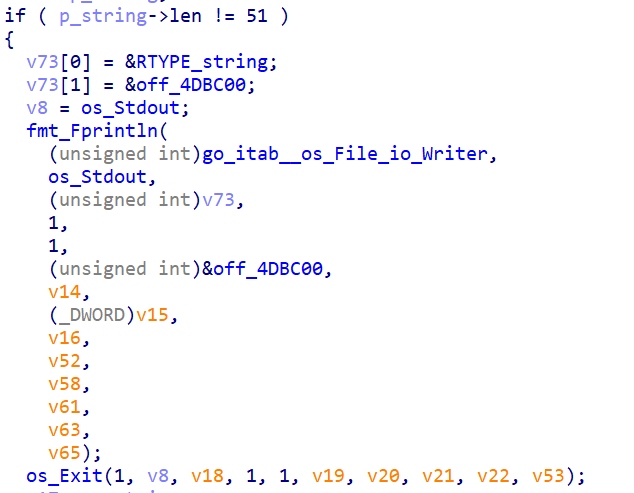 if ( p_string->len != 51 )
{
v73[0] = &RTYPE_string;
v73[1] = &off_4DBC00;
v8 = os_Stdout;
fmt_Fprintln(
(unsigned int)go_itab__os_File_io_Writer,
os_Stdout,
(unsigned int)v73,
1,
1,
(unsigned int)&off_4DBC00,
v14,
(_DWORD)v15,
v16,
v52,
v58,
v61,
v63,
v65);
os_Exit(1, v8, v18, 1, 1, v19, v20, v21, v22, v53);